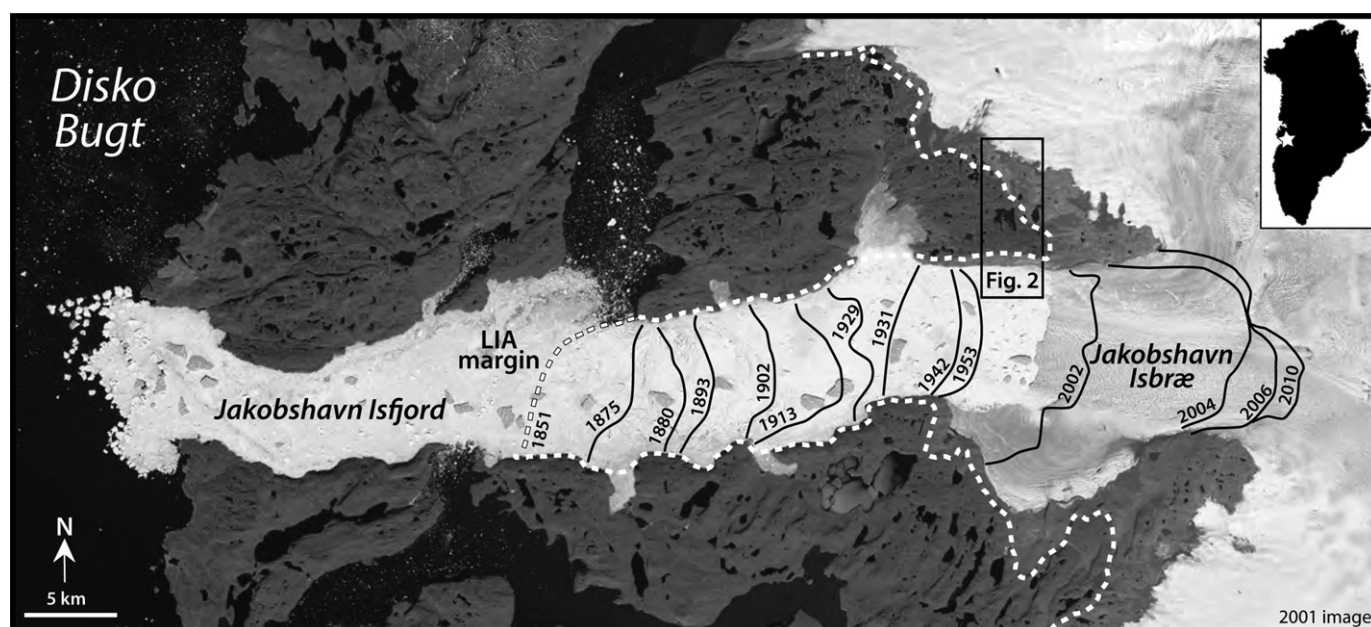 Disko
Bugt
LIA
margin
Jakobshavn Isfjord
1851
1875
1880
1893
1902
1913
1929
1931
1942
1953
Fig. 2
2002
Jakobshavn
Isbræ
2004
2006
2010
N
5 km
2001 image